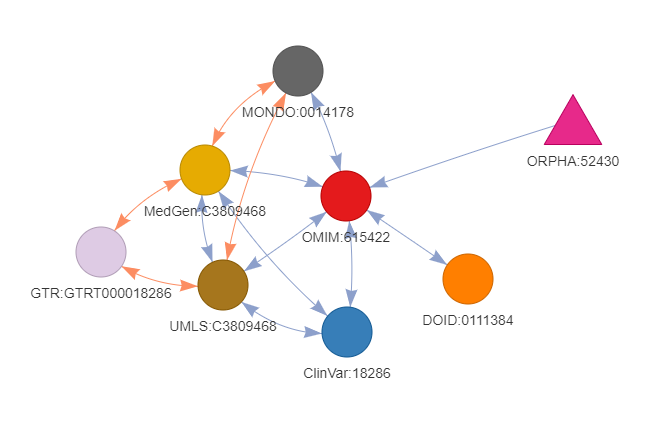 MONDO:0014178
ORPHA:52430
MedGen:C3809468
OMIM:615422
GTR:GTRT000018286
DOID:0111384
UMLS:C3809468
ClinVar:18286